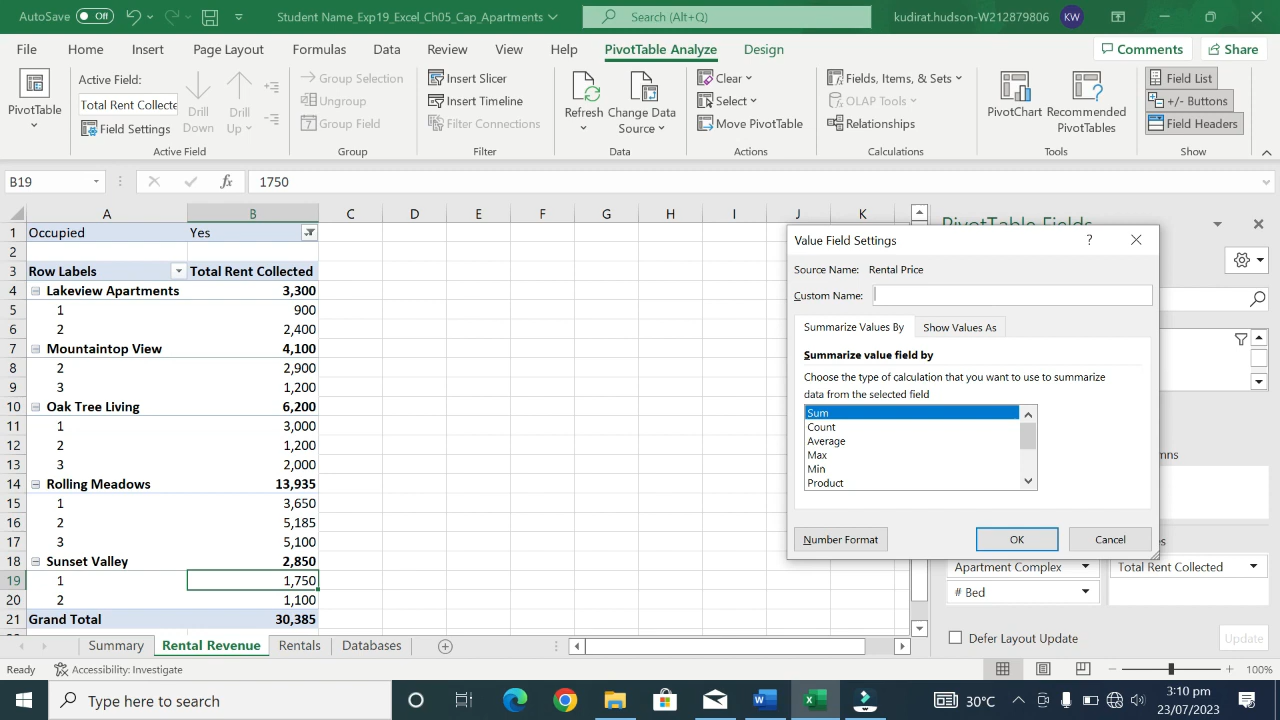 AutoSave Off Student Name_Exp19_Excel_Ch05_Cap_Apartments Search (Alt+Q) kudirat.hudson-W212879806 KW
File Home Insert Page Layout Formulas Data Review View Help PivotTable Analyze Design Comments Share
PivotTable
Active Field:
Total Rent Collecte
Field Settings
Drill Down
Drill Up
Active Field
Group Selection
Ungroup
Group Field
Group
Insert Slicer
Insert Timeline
Filter Connections
Filter
Refresh
Change Data Source
Data
Clear
Select
Move PivotTable
Actions
Fields, Items, & Sets
OLAP Tools
Relationships
Calculations
PivotChart
Recommended PivotTables
Tools
Field List
+/- Buttons
Field Headers
Show
B19 fx 1750
A B C D E F G H I J K
1 Occupied Yes
2
3 Row Labels Total Rent Collected
4 Lakeview Apartments 3,300
5 1 900
6 2 2,400
7 Mountaintop View 4,100
8 2 2,900
9 3 1,200
10 Oak Tree Living 6,200
11 1 3,000
12 2 1,200
13 3 2,000
14 Rolling Meadows 13,935
15 1 3,650
16 2 5,185
17 3 5,100
18 Sunset Valley 2,850
19 1 1,750
20 2 1,100
21 Grand Total 30,385
Value Field Settings ?
Source Name: Rental Price
Custom Name:
Summarize Values By Show Values As
Summarize value field by
Choose the type of calculation that you want to use to summarize
data from the selected field
Sum
Count
Average
Max
Min
Product
Number Format OK Cancel
Apartment Complex Total Rent Collected
# Bed
Defer Layout Update Update
Summary Rental Revenue Rentals Databases
Ready Accessibility: Investigate 100%
Type here to search 30°C 3:10 pm
23/07/2023